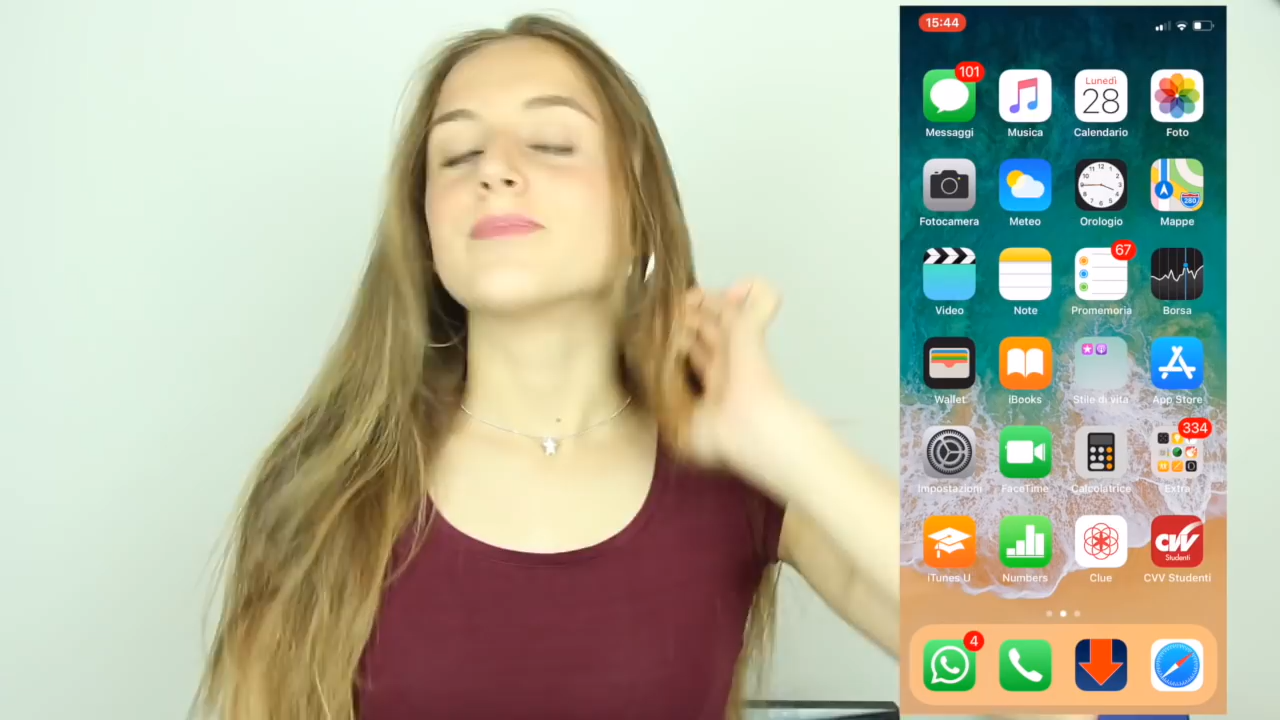 15:44
101
Messaggi
Musica
Lunedì
28
Calendario
Foto
Fotocamera
Meteo
Orologio
280
Mappe
Video
Note
67
Promemoria
Borsa
Wallet
iBooks
Stile di vita
App Store
Impostazioni
FaceTime
Calcolatrice
334
Extra
iTunes U
Numbers
Clue
CVV
Studenti
CVV Studenti
4